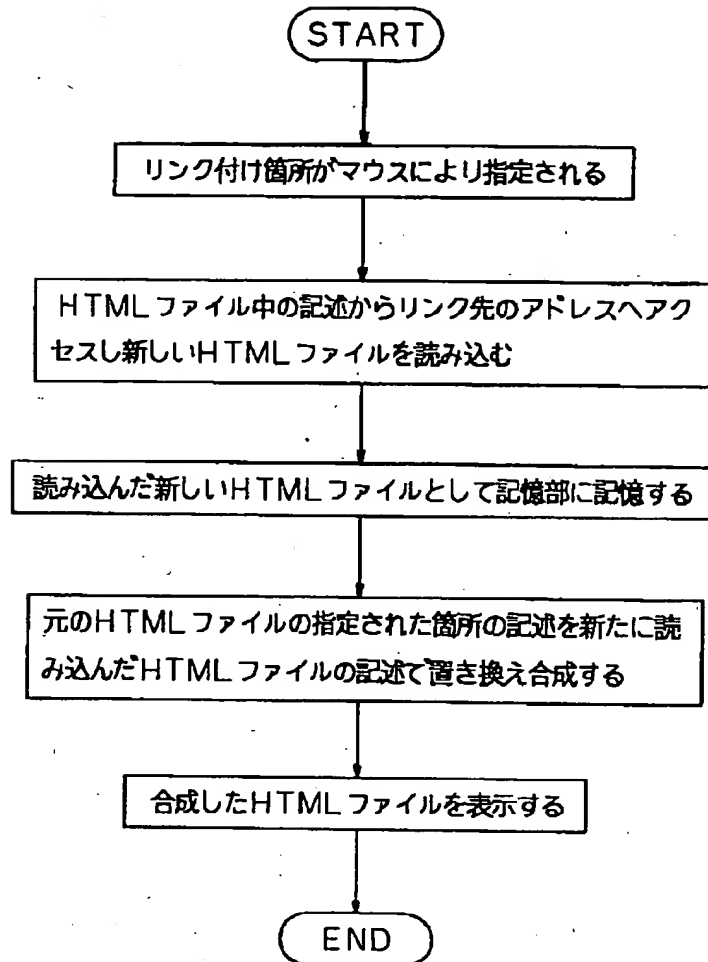 START
リンク付け箇所がマウスにより指定される
HTMLファイル中の記述からリンク先のアドレスへアク
セスし新しいHTMLファイルを読み込む
読み込んだ新しいHTMLファイルとして記憶部に記憶する
元のHTMLファイルの指定された箇所の記述を新たに読
み込んだHTMLファイルの記述で置き換え合成する
合成したHTMLファイルを表示する
END